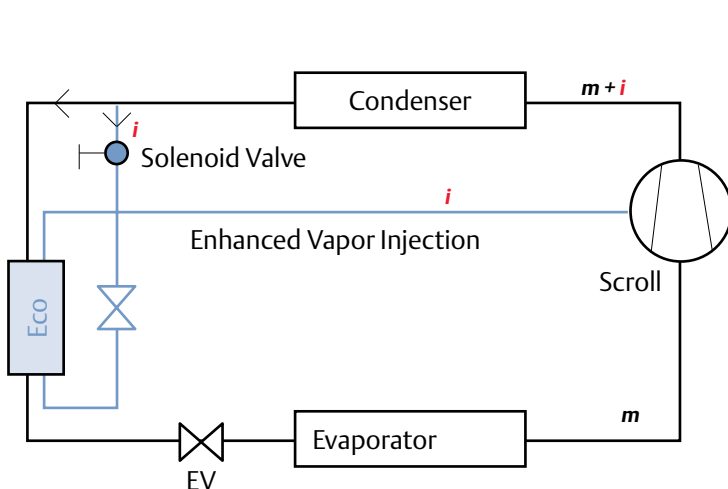 Condenser
m + i
i
Solenoid Valve
i
Enhanced Vapor Injection
Scroll
Eco
m
Evaporator
EV